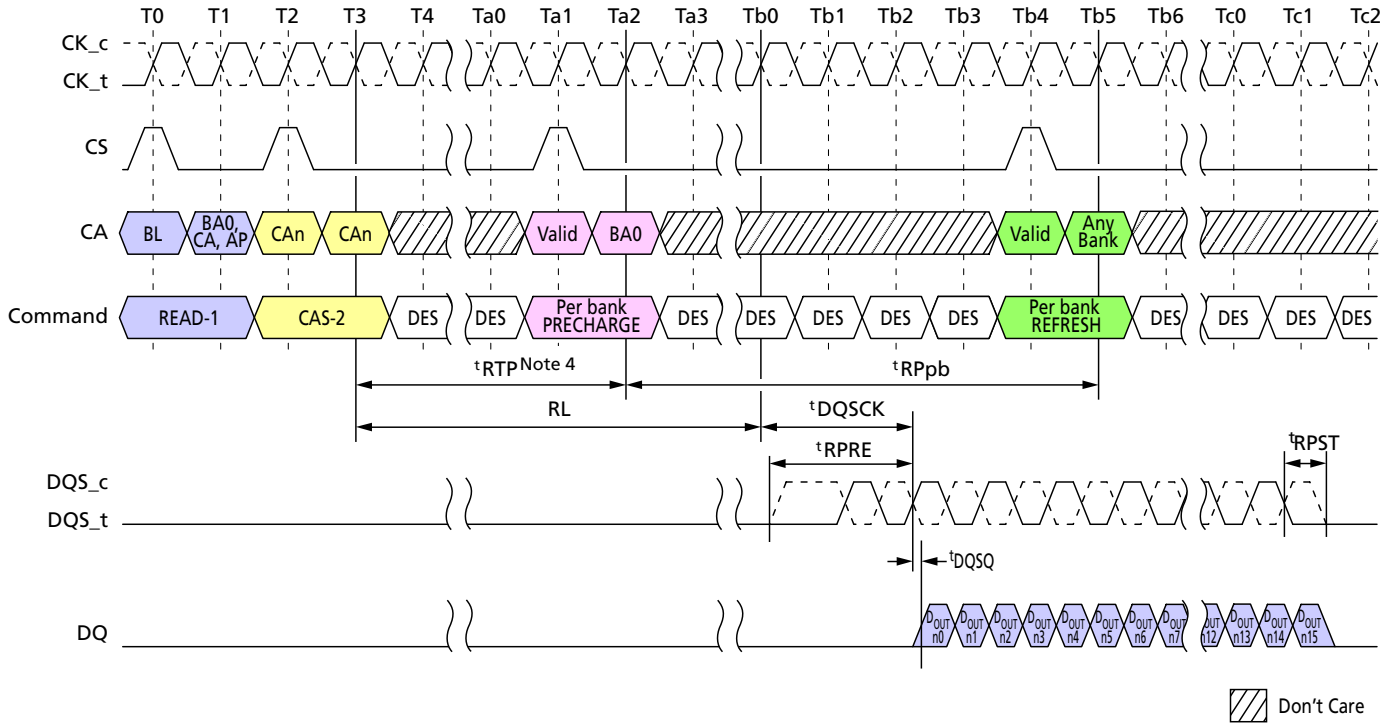 T0 T1 T2 T3 T4 Ta0 Ta1 Ta2 Ta3 Tb0 Tb1 Tb2 Tb3 Tb4 Tb5 Tb6 Tc0 Tc1 Tc2
CK_c
CK_t
CS
CA BL BA0, CA, AP CAn CAn Valid BA0 Valid Any Bank
Command READ-1 CAS-2 DES DES Per bank PRECHARGE DES DES DES DES DES Per bank REFRESH DES DES DES DES
tRTP Note 4 tRPpb
RL tDQSCK
tRPRE tRPST
DQS_c
DQS_t
tDQSQ
DQ DOUT n0 DOUT n1 DOUT n2 DOUT n3 DOUT n4 DOUT n5 DOUT n6 DOUT n7 DOUT n12 DOUT n13 DOUT n14 DOUT n15
Don't Care